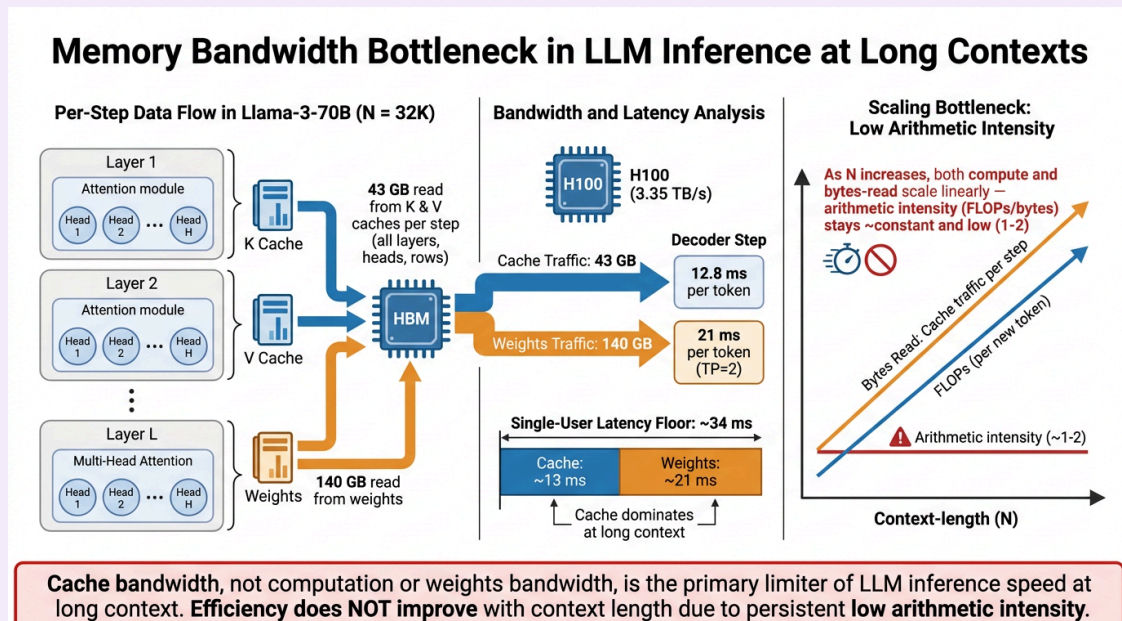 Memory Bandwidth Bottleneck in LLM Inference at Long Contexts
Per-Step Data Flow in Llama-3-70B (N = 32K)
Layer 1
Attention module
Head
1
Head
2
...
Head
H
Layer 2
Attention module
Head
1
Head
2
...
Head
H
Layer L
Multi-Head Attention
Head
1
Head
2
...
Head
H
K Cache
V Cache
Weights
43 GB read
from K & V
caches per step
(all layers,
heads, rows)
HBM
140 GB read
from weights
Bandwidth and Latency Analysis
H100
H100
(3.35 TB/s)
Decoder Step
Cache Traffic: 43 GB
12.8 ms
per token
Weights Traffic: 140 GB
21 ms
per token
(TP=2)
Single-User Latency Floor: ~34 ms
Cache:
~13 ms
Weights:
~21 ms
Cache dominates
at long context
Scaling Bottleneck:
Low Arithmetic Intensity
As N increases, both compute and
bytes-read scale linearly —
arithmetic intensity (FLOPs/bytes)
stays ~constant and low (1-2)
Bytes Read: Cache traffic per step
FLOPs (per new token)
Arithmetic intensity (~1-2)
Context-length (N)
Cache bandwidth, not computation or weights bandwidth, is the primary limiter of LLM inference speed at
long context. Efficiency does NOT improve with context length due to persistent low arithmetic intensity.